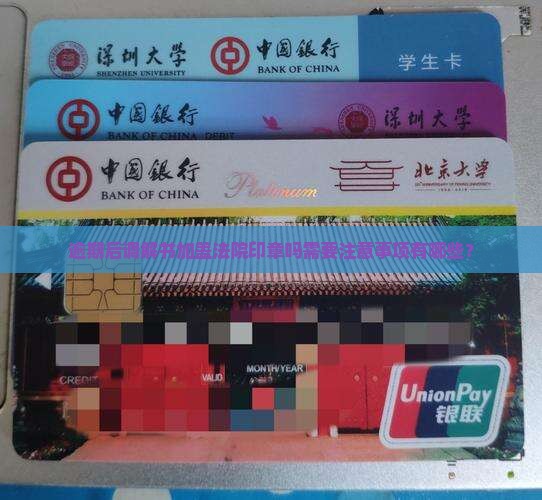 深圳大学
SHENZHEN UNIVERSITY
中国銀行
BANK OF CHINA
学生卡
中国銀行
BANK OF CHINA DEBIT
深圳大学
中国銀行
BANK OF CHINA
Platinum
北京大学
逾期后调解书加盖法院印章吗需要注意事项有哪些?
CREDIT
VALID
MONTH/YEAR
UnionPay
银联